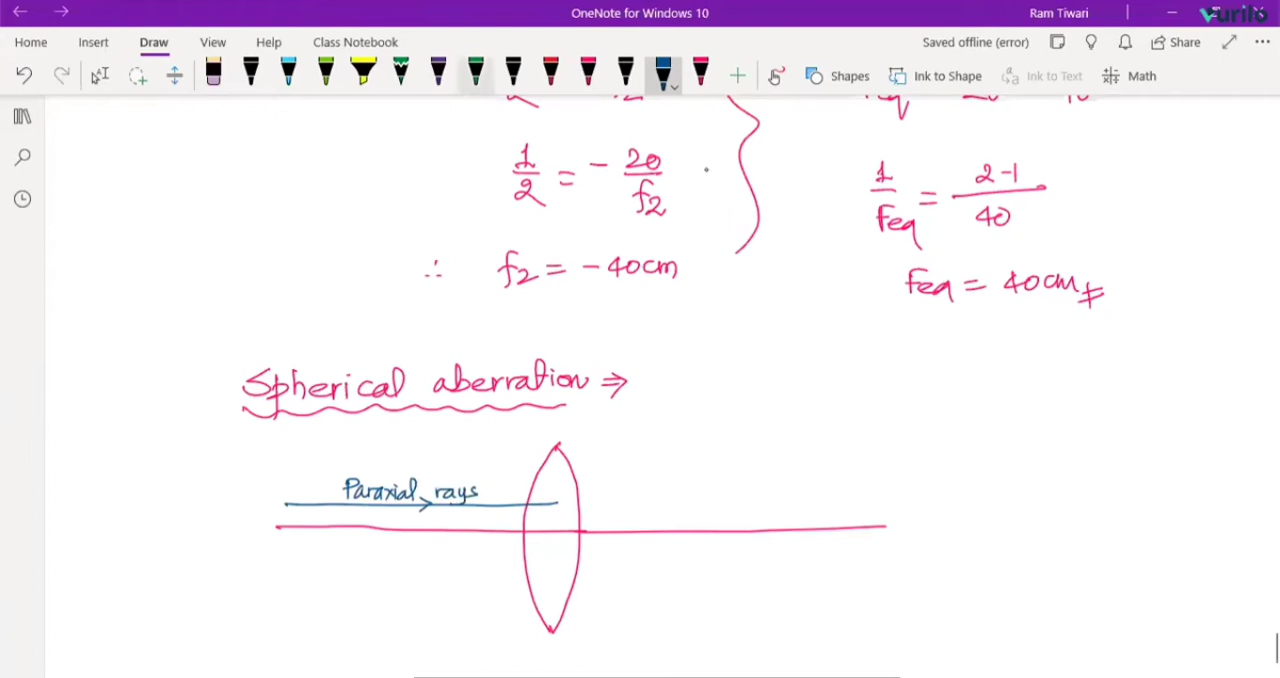 OneNote for Windows 10
Ram Tiwari
Home Insert Draw View Help Class Notebook
Saved offline (error) Share
Shapes Ink to Shape Ink to Text Math
1/2 = - 20/f2
∴ f2 = - 40cm
1/Feq = 2-1/40
Feq = 40cm
Spherical aberration ⇒
Paraxial rays